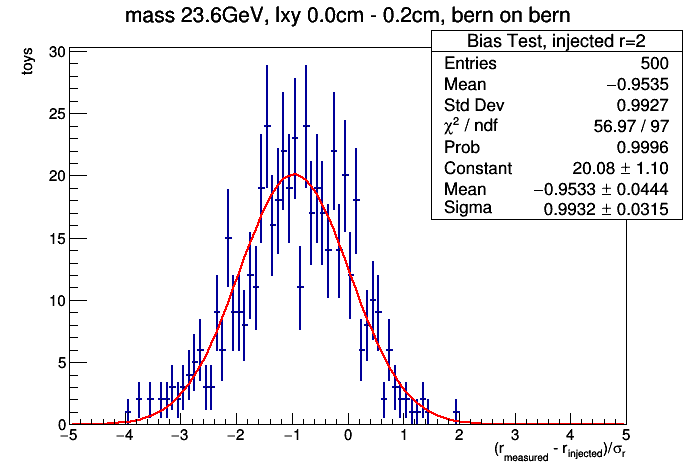 mass 23.6GeV, lxy 0.0cm - 0.2cm, bern on bern
Bias Test, injected r=2
Entries 500
Mean −0.9535
Std Dev 0.9927
χ² / ndf 56.97 / 97
Prob 0.9996
Constant 20.08 ± 1.10
Mean −0.9533 ± 0.0444
Sigma 0.9932 ± 0.0315
toys
30
25
20
15
10
5
0
−5 −4 −3 −2 −1 0 1 2 3 4 5
(r_measured - r_injected)/σ_r